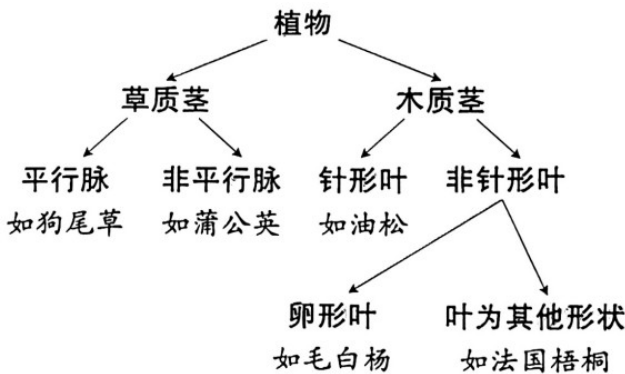 植物
草质茎 木质茎
平行脉 非平行脉 针形叶 非针形叶
如狗尾草 如蒲公英 如油松
卵形叶 叶为其他形状
如毛白杨 如法国梧桐